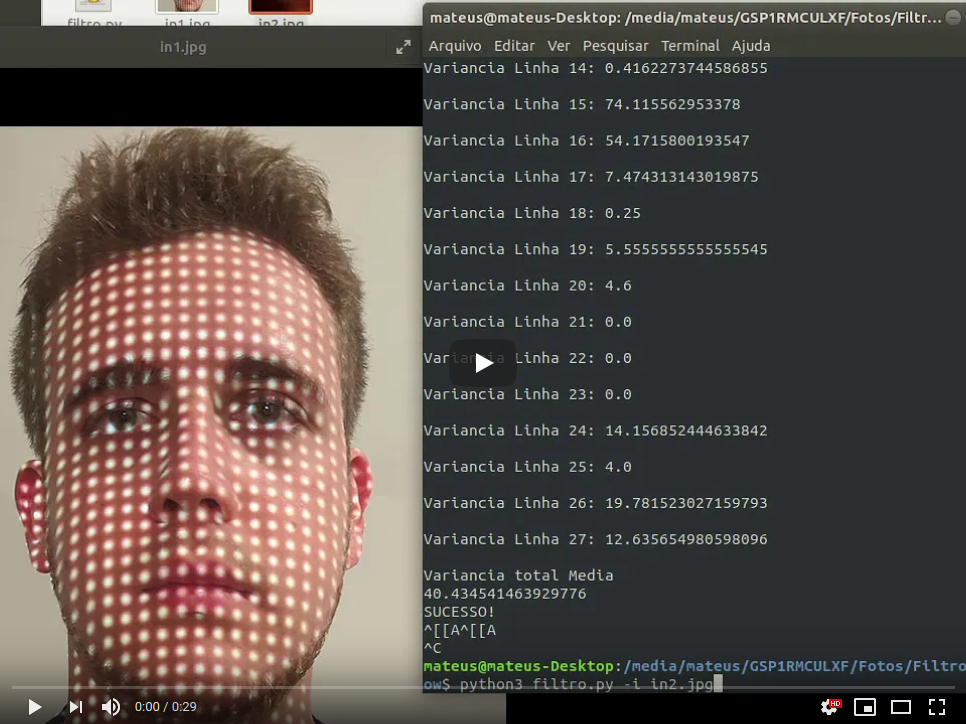 filtro.py in1.jpg in2.jpg
in1.jpg
mateus@mateus-Desktop: /media/mateus/GSP1RMCULXF/Fotos/Filtr...
Arquivo Editar Ver Pesquisar Terminal Ajuda
Variancia Linha 14: 0.4162273744586855
Variancia Linha 15: 74.115562953378
Variancia Linha 16: 54.1715800193547
Variancia Linha 17: 7.474313143019875
Variancia Linha 18: 0.25
Variancia Linha 19: 5.5555555555555545
Variancia Linha 20: 4.6
Variancia Linha 21: 0.0
Variancia Linha 22: 0.0
Variancia Linha 23: 0.0
Variancia Linha 24: 14.156852444633842
Variancia Linha 25: 4.0
Variancia Linha 26: 19.781523027159793
Variancia Linha 27: 12.635654980598096
Variancia total Media
40.434541463929776
SUCESSO!
^[[A^[[A
^C
mateus@mateus-Desktop:/media/mateus/GSP1RMCULXF/Fotos/Filtro
ow$ python3 filtro.py -i in2.jpg
0:00 / 0:29
HD